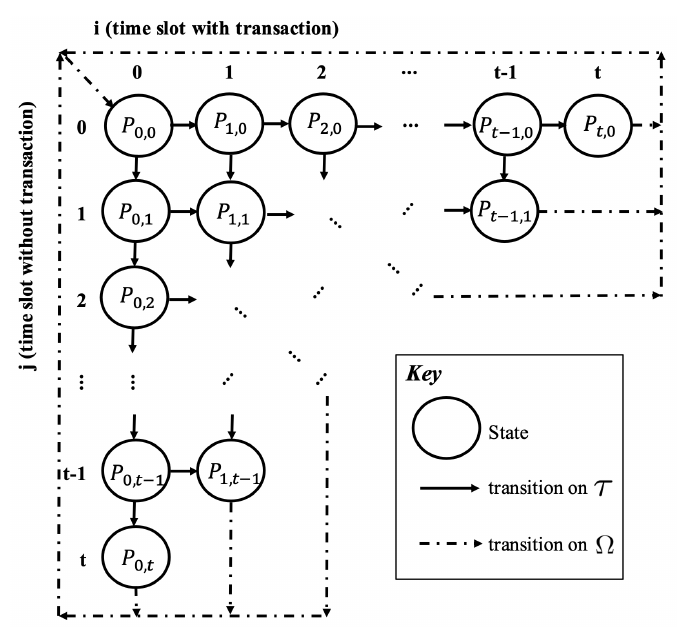 i (time slot with transaction)
0 1 2 ... t-1 t
j (time slot without transaction)
0 P0,0 P1,0 P2,0 ... Pt−1,0 Pt,0
1 P0,1 P1,1 Pt−1,1
2 P0,2
t-1 P0,t−1 P1,t−1
t P0,t
Key
State
transition on 𝒯
transition on Ω